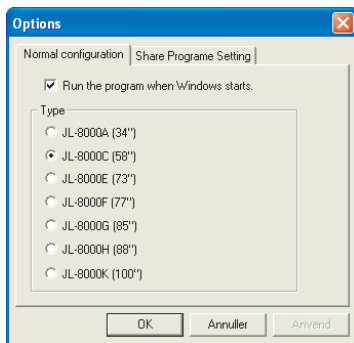 Options
Normal configuration Share Programe Setting
Run the program when Windows starts.
Type
JL-8000A (34")
JL-8000C (58")
JL-8000E (73")
JL-8000F (77")
JL-8000G (85")
JL-8000H (88")
JL-8000K (100")
OK Annuller Anvend